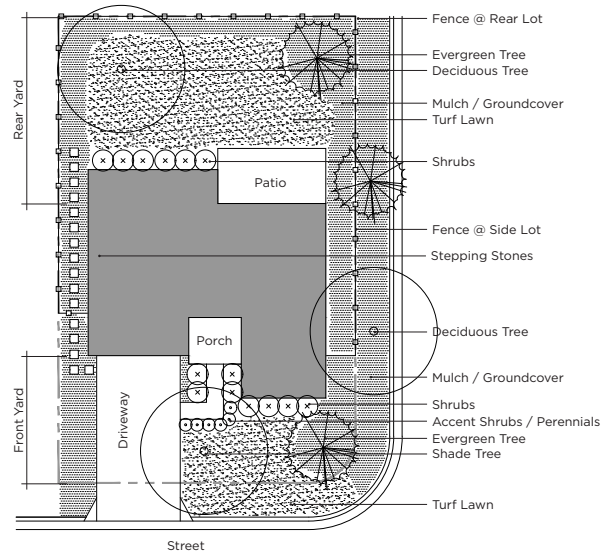 Fence @ Rear Lot
Evergreen Tree
Deciduous Tree
Mulch / Groundcover
Turf Lawn
Shrubs
Fence @ Side Lot
Stepping Stones
Deciduous Tree
Mulch / Groundcover
Shrubs
Accent Shrubs / Perennials
Evergreen Tree
Shade Tree
Turf Lawn
Rear Yard
Front Yard
Patio
Porch
Driveway
Street